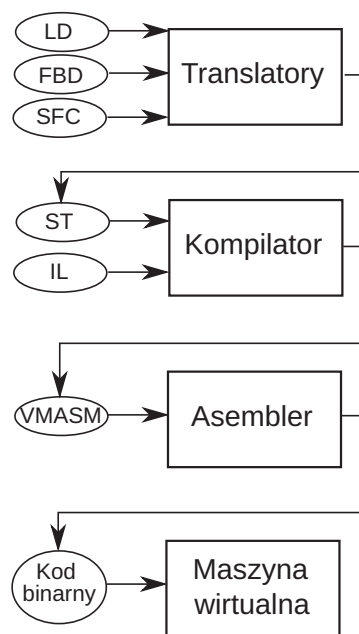 LD
FBD
SFC
Translatory
ST
IL
Kompilator
VMASM
Asembler
Kod
binarny
Maszyna
wirtualna